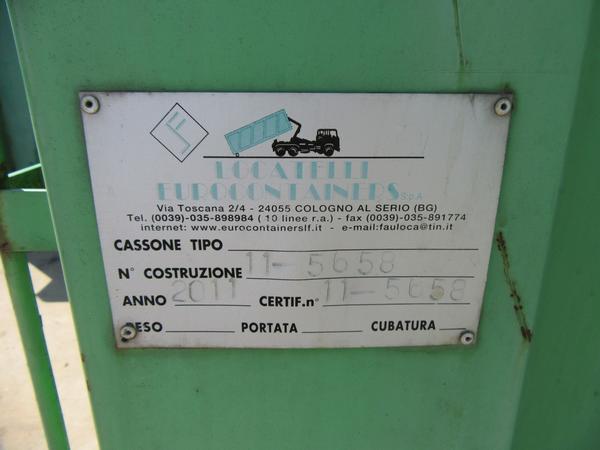 LF
LOCATELLI
EUROCONTAINERS S.p.A.
Via Toscana 2/4 - 24055 COLOGNO AL SERIO (BG)
Tel. (0039)-035-898984 ( 10 linee r.a.) - fax (0039)-035-891774
internet: www.eurocontainerslf.it - e-mail:fauloca@tin.it
CASSONE TIPO
N° COSTRUZIONE 11-5658
ANNO 2011 CERTIF.n° 11-5658
PESO PORTATA CUBATURA